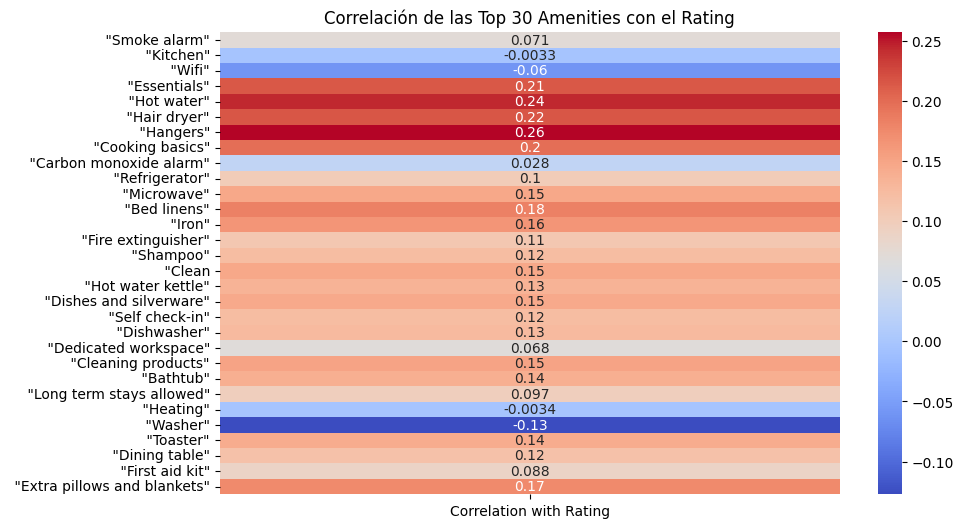 Correlación de las Top 30 Amenities con el Rating
"Smoke alarm" 0.071
"Kitchen" -0.0033
"Wifi" -0.06
"Essentials" 0.21
"Hot water" 0.24
"Hair dryer" 0.22
"Hangers" 0.26
"Cooking basics" 0.2
"Carbon monoxide alarm" 0.028
"Refrigerator" 0.1
"Microwave" 0.15
"Bed linens" 0.18
"Iron" 0.16
"Fire extinguisher" 0.11
"Shampoo" 0.12
"Clean 0.15
"Hot water kettle" 0.13
"Dishes and silverware" 0.15
"Self check-in" 0.12
"Dishwasher" 0.13
"Dedicated workspace" 0.068
"Cleaning products" 0.15
"Bathtub" 0.14
"Long term stays allowed" 0.097
"Heating" -0.0034
"Washer" -0.13
"Toaster" 0.14
"Dining table" 0.12
"First aid kit" 0.088
"Extra pillows and blankets" 0.17
Correlation with Rating
0.25
0.20
0.15
0.10
0.05
0.00
−0.05
−0.10